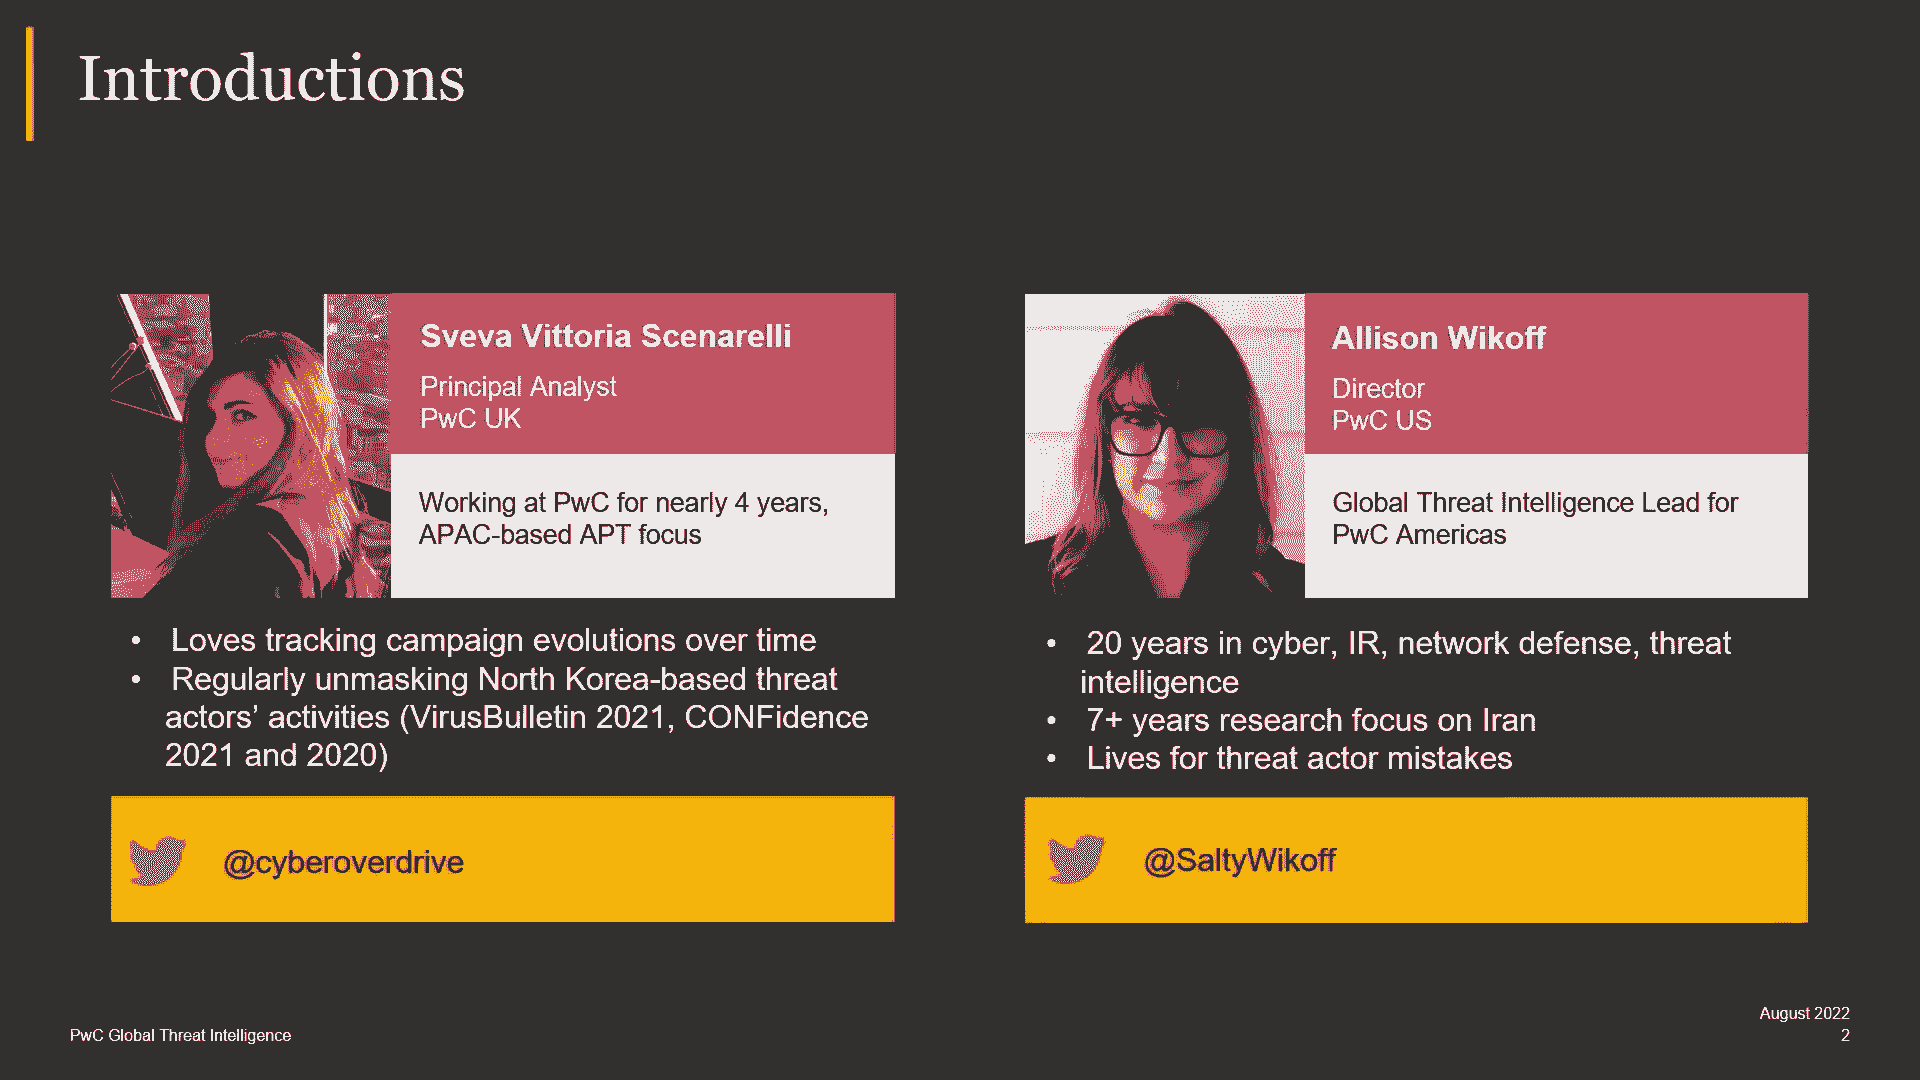 Introductions
Sveva Vittoria Scenarelli
Principal Analyst
PwC UK
Working at PwC for nearly 4 years,
APAC-based APT focus
• Loves tracking campaign evolutions over time
• Regularly unmasking North Korea-based threat
actors’ activities (VirusBulletin 2021, CONFidence
2021 and 2020)
@cyberoverdrive
Allison Wikoff
Director
PwC US
Global Threat Intelligence Lead for
PwC Americas
• 20 years in cyber, IR, network defense, threat
intelligence
• 7+ years research focus on Iran
• Lives for threat actor mistakes
@SaltyWikoff
PwC Global Threat Intelligence
August 2022
2